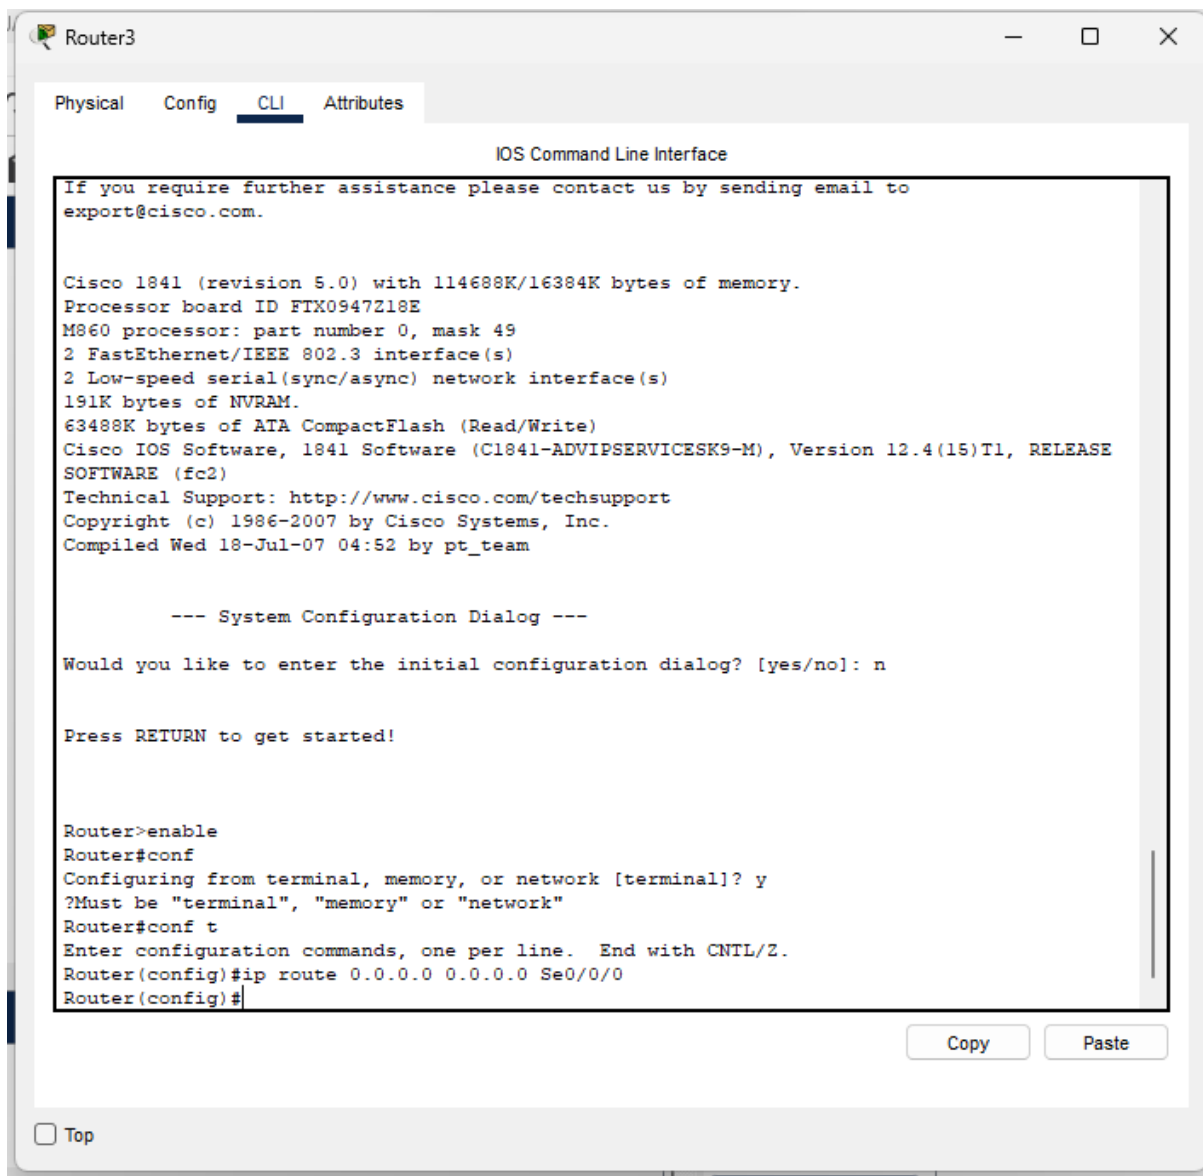 Router3
Physical Config CLI Attributes
IOS Command Line Interface
If you require further assistance please contact us by sending email to
export@cisco.com.
Cisco 1841 (revision 5.0) with 114688K/16384K bytes of memory.
Processor board ID FTX0947Z18E
M860 processor: part number 0, mask 49
2 FastEthernet/IEEE 802.3 interface(s)
2 Low-speed serial(sync/async) network interface(s)
191K bytes of NVRAM.
63488K bytes of ATA CompactFlash (Read/Write)
Cisco IOS Software, 1841 Software (C1841-ADVIPSERVICESK9-M), Version 12.4(15)T1, RELEASE
SOFTWARE (fc2)
Technical Support: http://www.cisco.com/techsupport
Copyright (c) 1986-2007 by Cisco Systems, Inc.
Compiled Wed 18-Jul-07 04:52 by pt_team
--- System Configuration Dialog ---
Would you like to enter the initial configuration dialog? [yes/no]: n
Press RETURN to get started!
Router>enable
Router#conf
Configuring from terminal, memory, or network [terminal]? y
?Must be "terminal", "memory" or "network"
Router#conf t
Enter configuration commands, one per line.  End with CNTL/Z.
Router(config)#ip route 0.0.0.0 0.0.0.0 Se0/0/0
Router(config)#
Copy Paste
Top